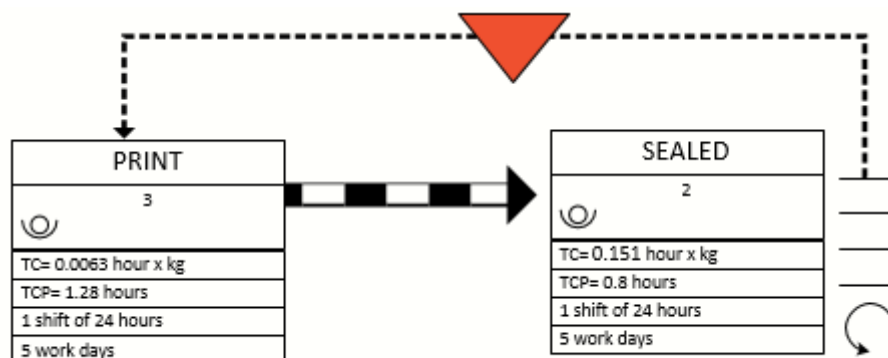 PRINT
3
TC= 0.0063 hour x kg
TCP= 1.28 hours
1 shift of 24 hours
5 work days
SEALED
2
TC= 0.151 hour x kg
TCP= 0.8 hours
1 shift of 24 hours
5 work days